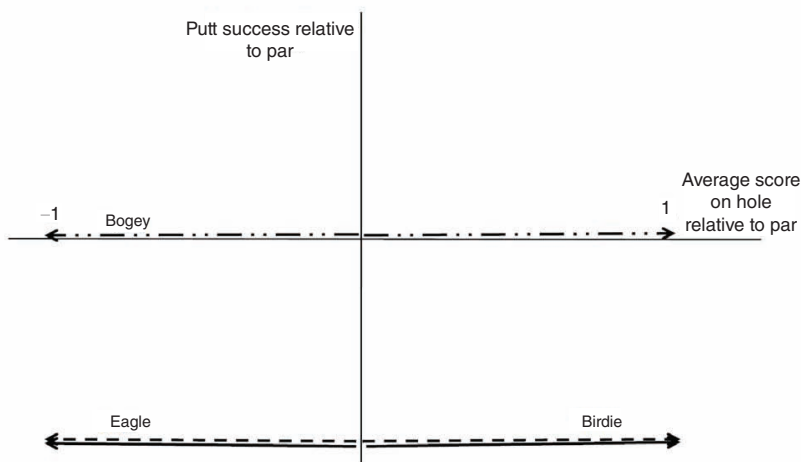 Putt success relative
to par
Average score
on hole
relative to par
–1
1
Bogey
Eagle
Birdie